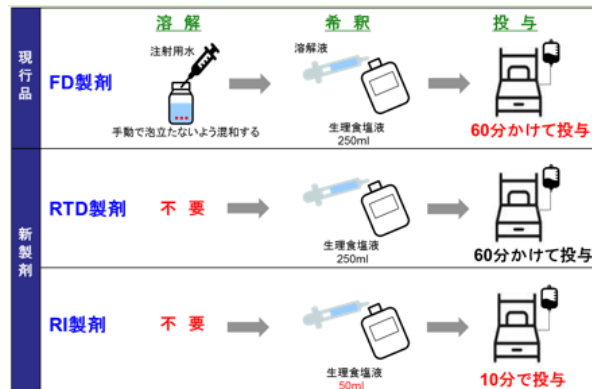 溶 解
希 釈
投 与
現行品
FD製剤
注射用水
手動で泡立たないよう混和する
溶解液
生理食塩液
250ml
60分かけて投与
新製剤
RTD製剤
不 要
生理食塩液
250ml
60分かけて投与
RI製剤
不 要
生理食塩液
50ml
10分で投与